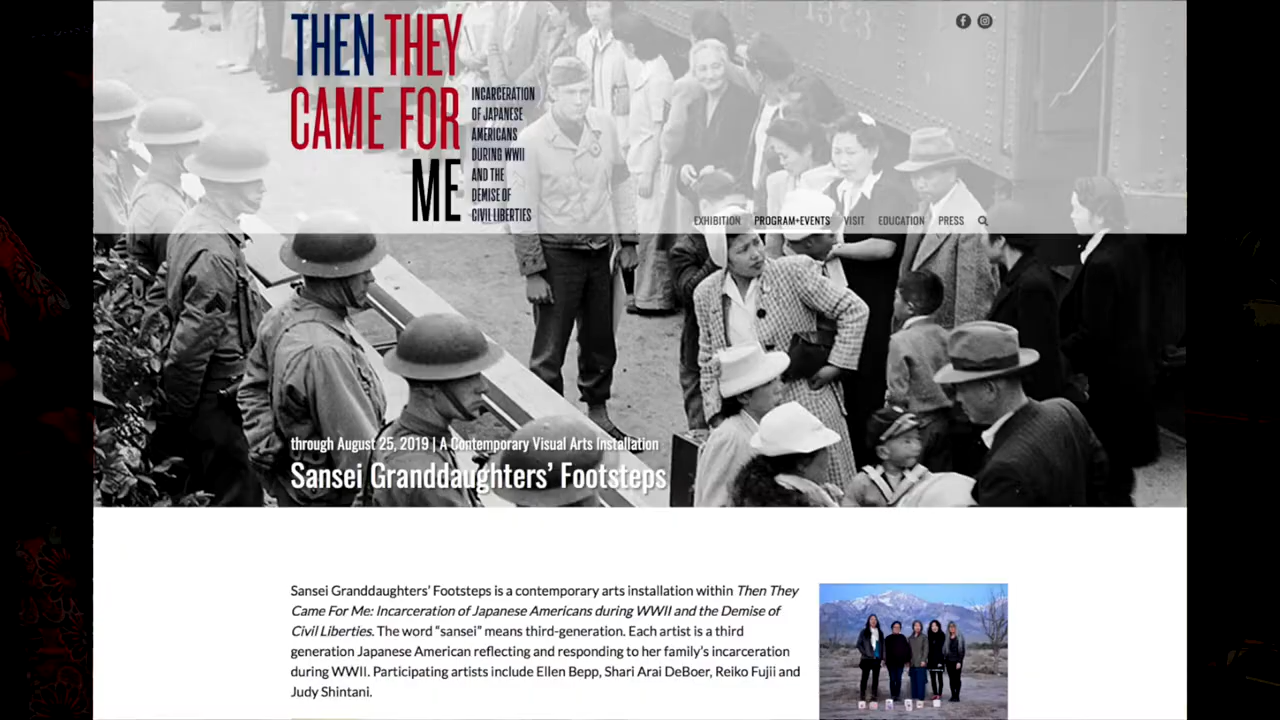 THEN THEY
CAME FOR
ME
INCARCERATION
OF JAPANESE
AMERICANS
DURING WWII
AND THE
DEMISE OF
CIVIL LIBERTIES
EXHIBITION PROGRAM+EVENTS VISIT EDUCATION PRESS
through August 25, 2019 | A Contemporary Visual Arts Installation
Sansei Granddaughters’ Footsteps
Sansei Granddaughters’ Footsteps is a contemporary arts installation within Then They
Came For Me: Incarceration of Japanese Americans during WWII and the Demise of
Civil Liberties. The word “sansei” means third-generation. Each artist is a third
generation Japanese American reflecting and responding to her family’s incarceration
during WWII. Participating artists include Ellen Bepp, Shari Arai DeBoer, Reiko Fujii and
Judy Shintani.